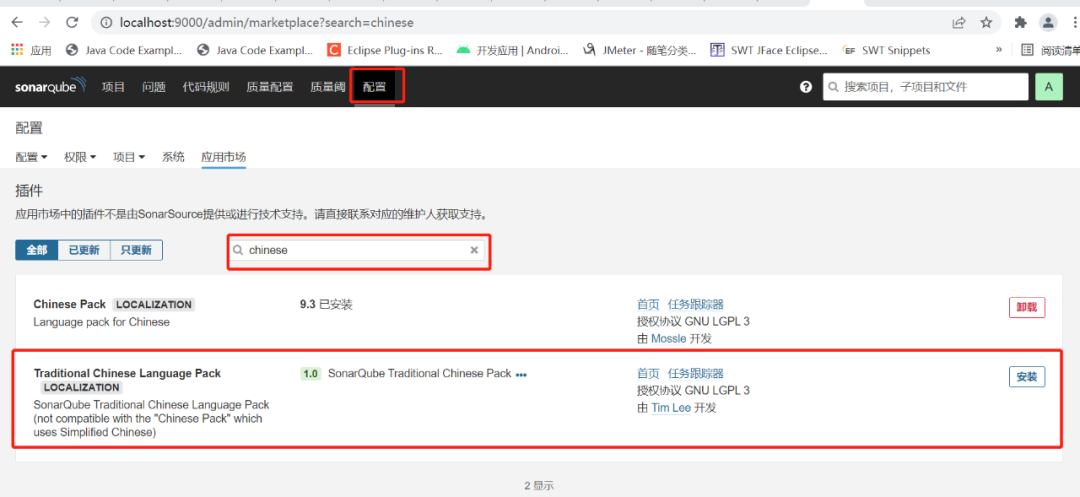 localhost:9000/admin/marketplace?search=chinese
应用 Java Code Exampl... Java Code Exampl... Eclipse Plug-ins R... 开发应用 | Androi... JMeter - 随笔分类... SWT JFace Eclipse... SWT Snippets » 阅读清单
sonarqube 项目 问题 代码规则 质量配置 质量阈 配置 搜索项目,子项目和文件 A
配置
配置 权限 项目 系统 应用市场
插件
应用市场中的插件不是由SonarSource提供或进行技术支持。请直接联系对应的维护人获取支持。
全部 已更新 只更新 chinese
Chinese Pack LOCALIZATION 9.3 已安装 首页 任务跟踪器 卸载
Language pack for Chinese 授权协议 GNU LGPL 3
由 Mossle 开发
Traditional Chinese Language Pack 1.0 SonarQube Traditional Chinese Pack ••• 首页 任务跟踪器 安装
LOCALIZATION 授权协议 GNU LGPL 3
SonarQube Traditional Chinese Language Pack 由 Tim Lee 开发
(not compatible with the "Chinese Pack" which
uses Simplified Chinese)
2 显示